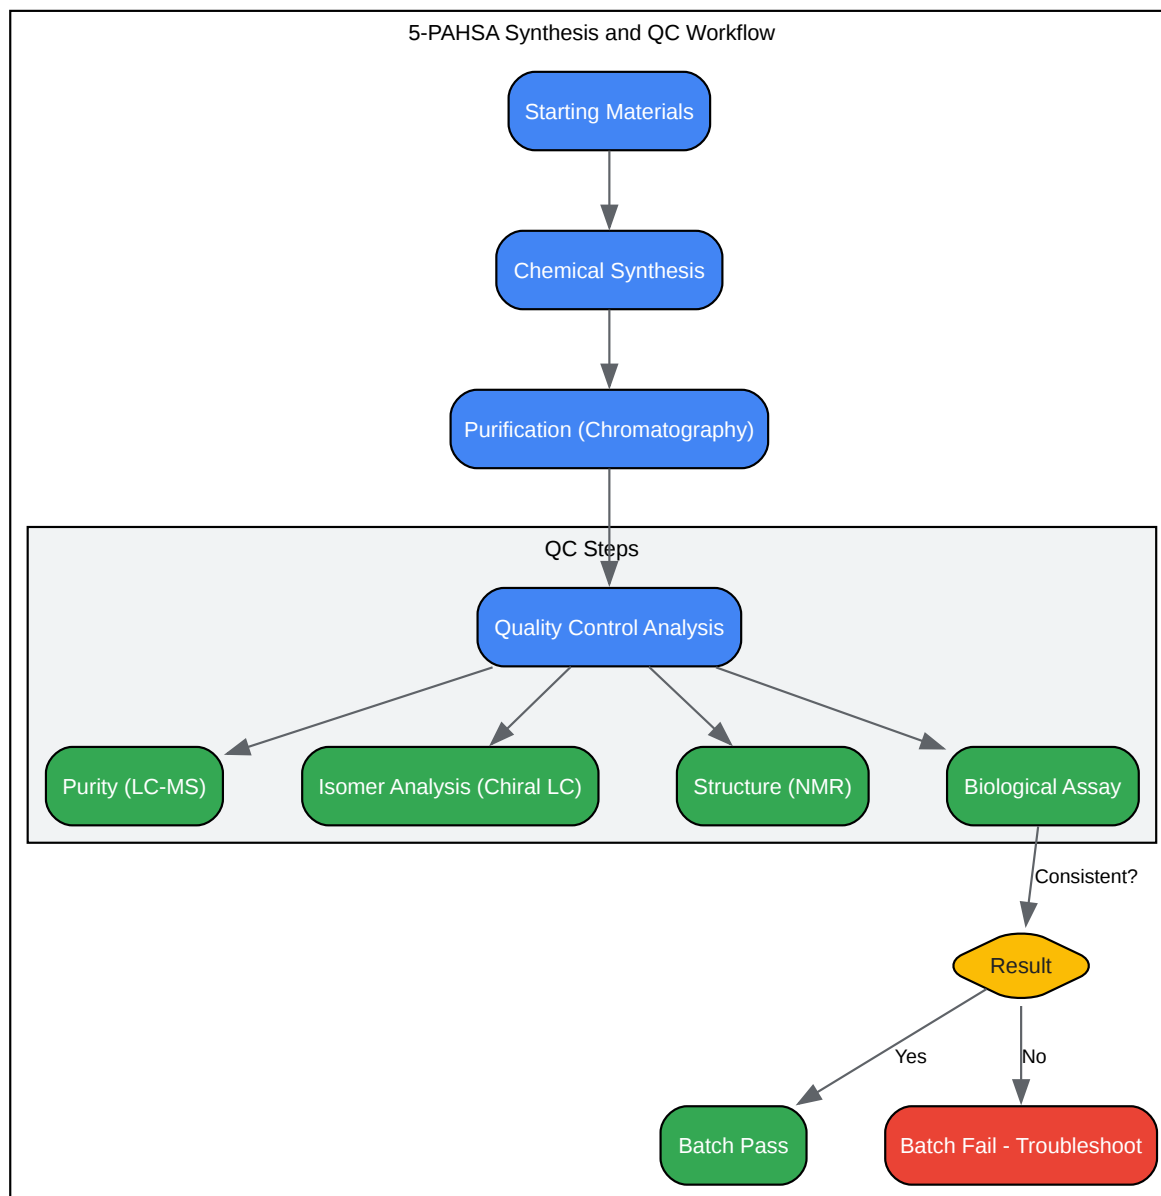 5-PAHSA Synthesis and QC Workflow
Starting Materials
Chemical Synthesis
Purification (Chromatography)
QC Steps
Quality Control Analysis
Purity (LC-MS)
Isomer Analysis (Chiral LC)
Structure (NMR)
Biological Assay
Consistent?
Result
Yes
No
Batch Pass
Batch Fail - Troubleshoot